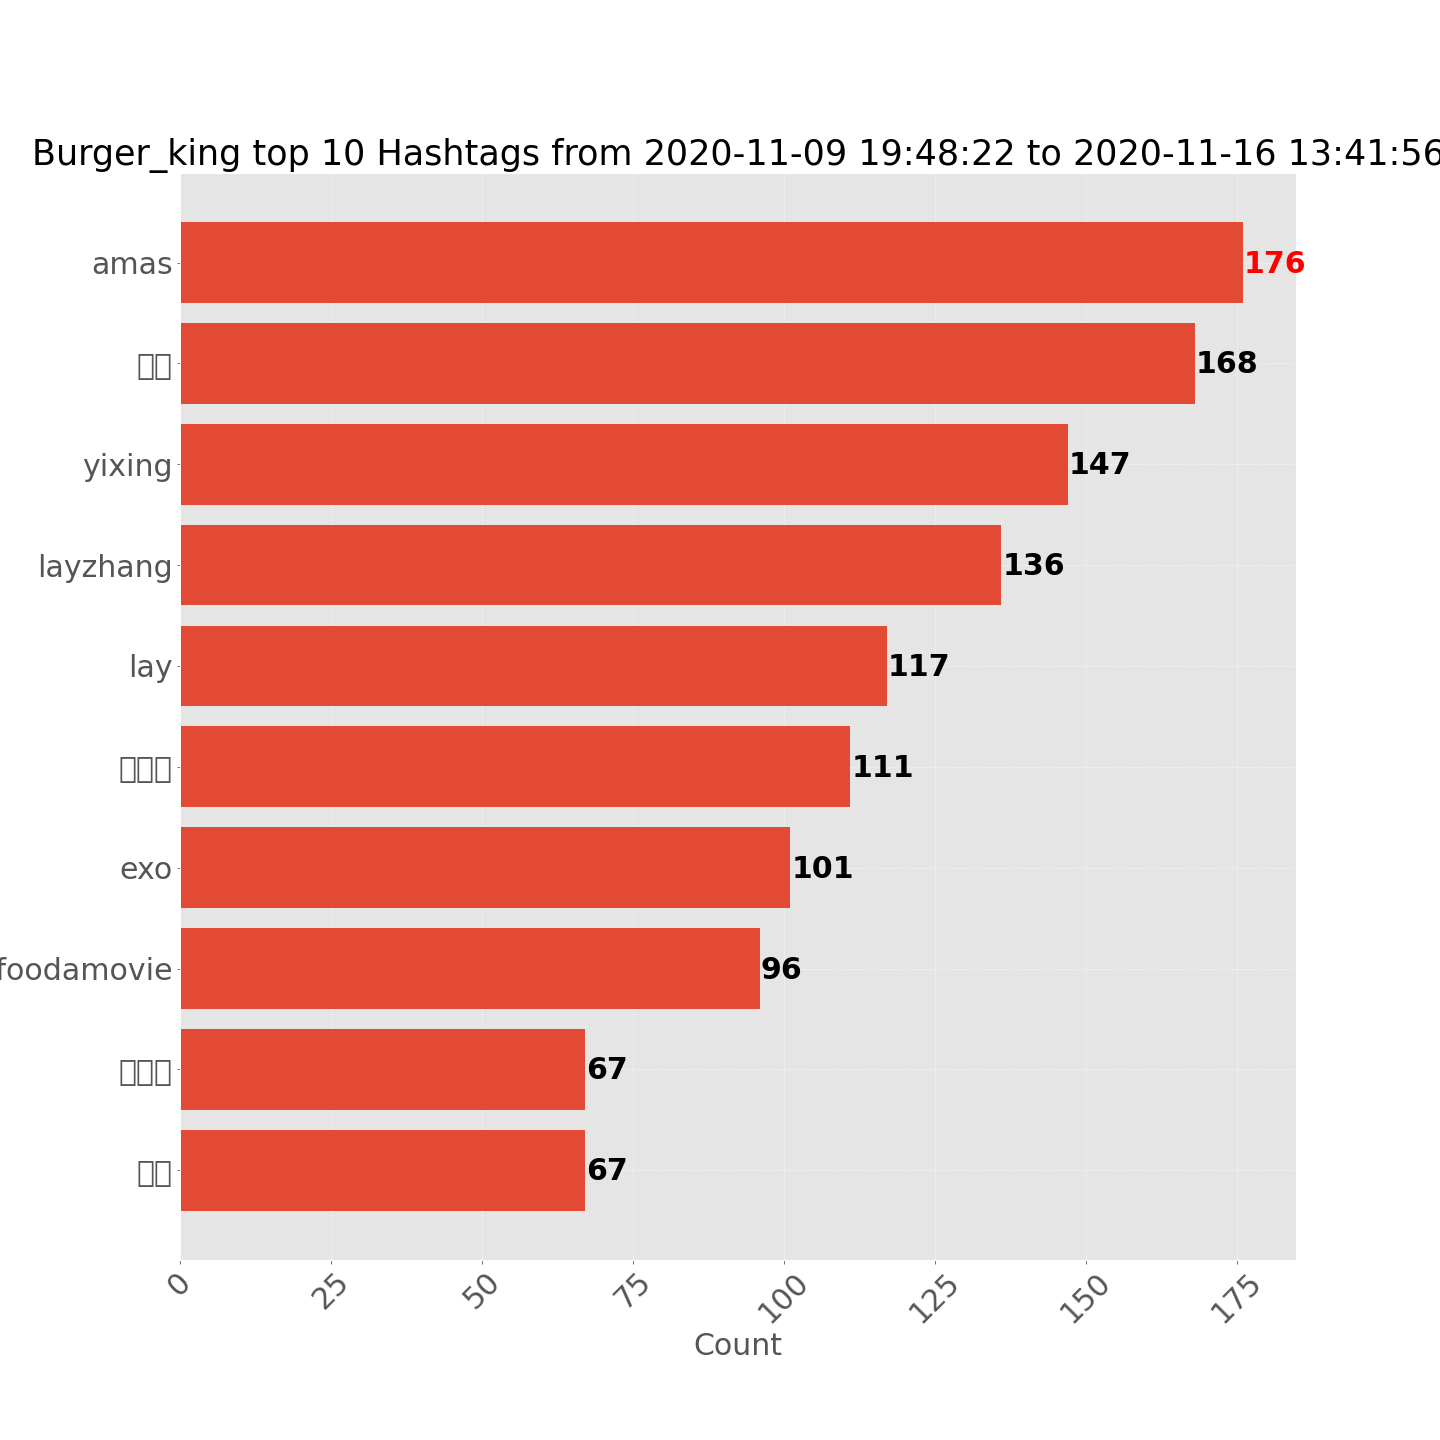 Burger_king top 10 Hashtags from 2020-11-09 19:48:22 to 2020-11-16 13:41:56
amas 176
168
yixing 147
layzhang 136
lay 117
111
exo 101
foodamovie 96
67
67
0 25 50 75 100 125 150 175
Count